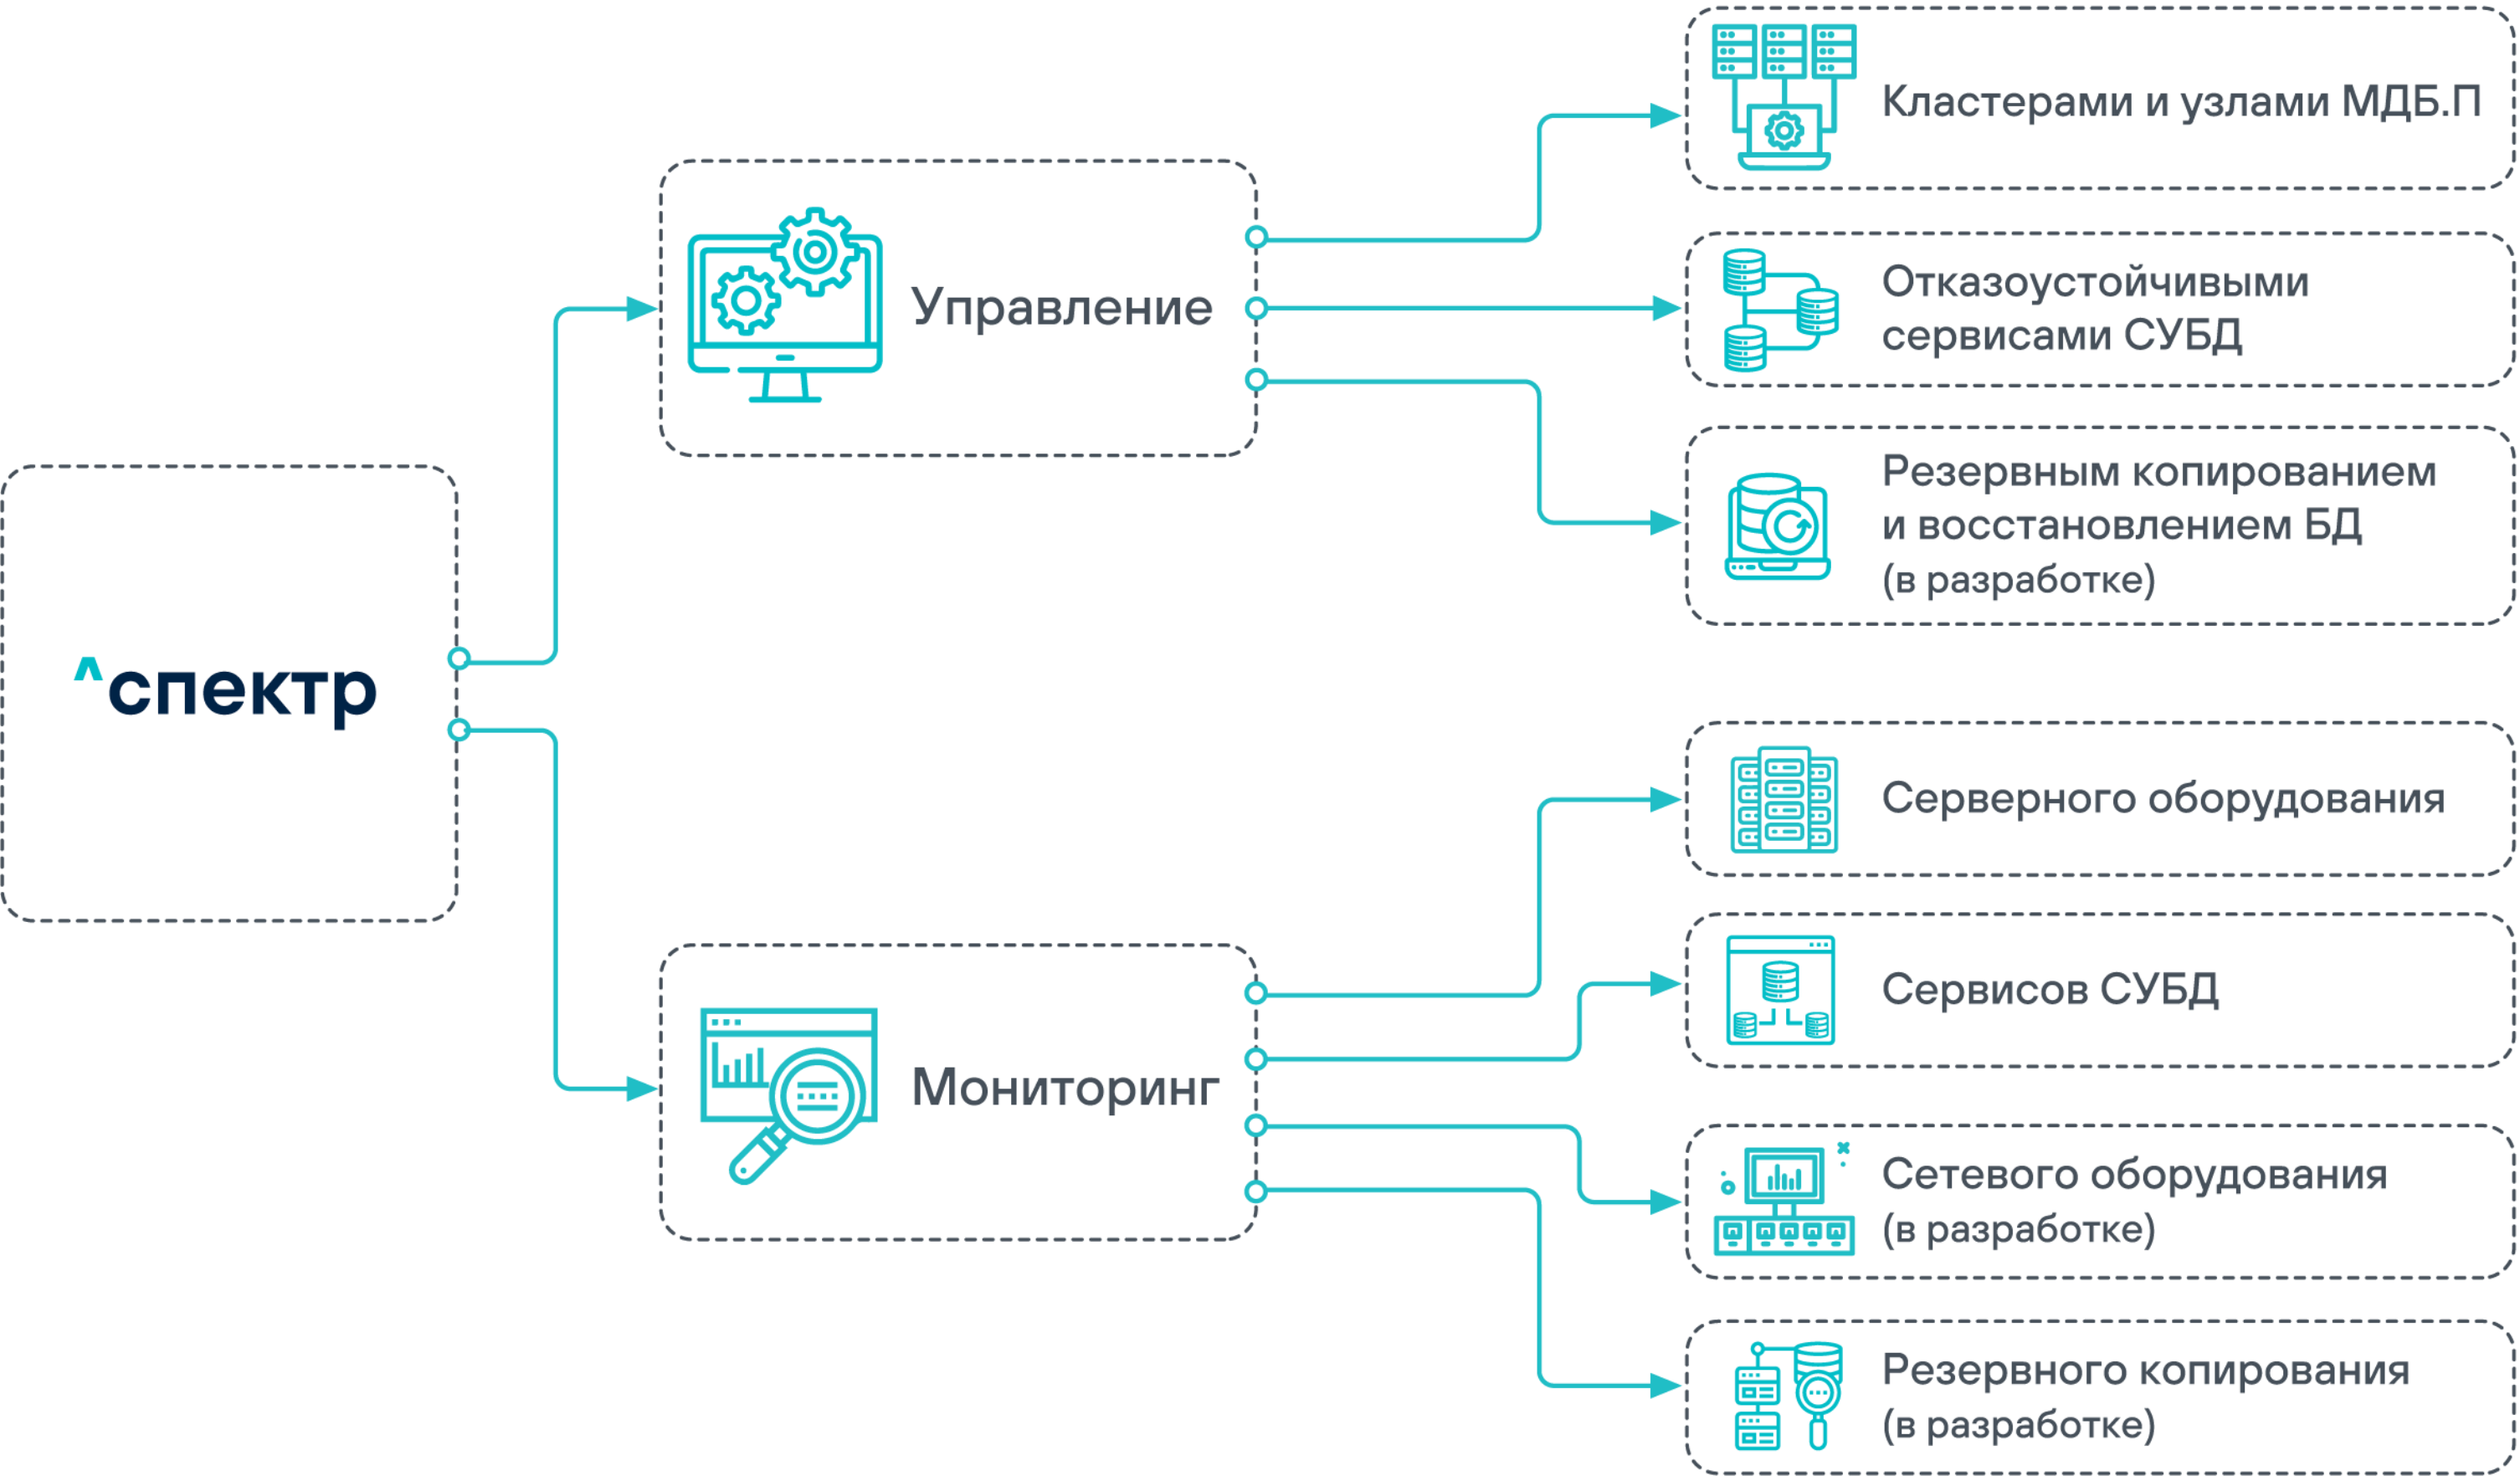 ^спектр
Управление
Кластерами и узлами МДБ.П
Отказоустойчивыми
сервисами СУБД
Резервным копированием
и восстановлением БД
(в разработке)
Мониторинг
Серверного оборудования
Сервисов СУБД
Сетевого оборудования
(в разработке)
Резервного копирования
(в разработке)